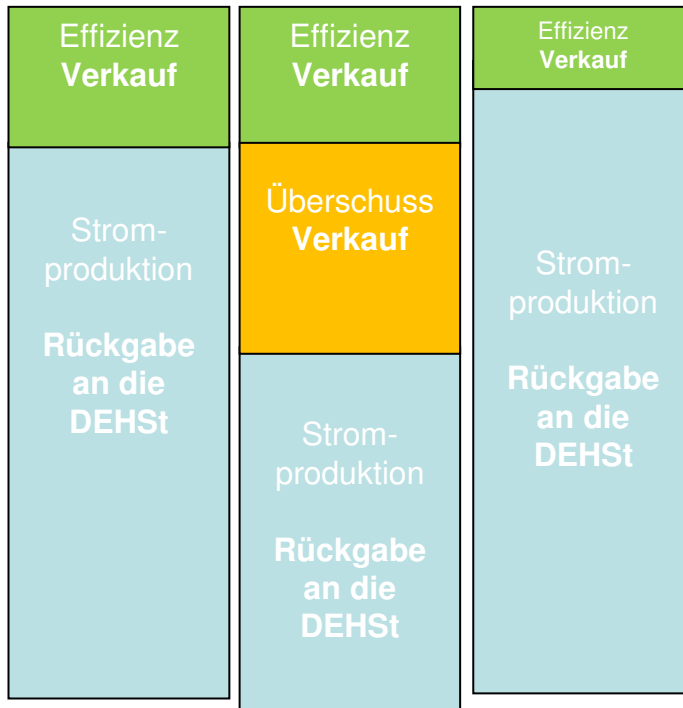 Effizienz
Verkauf
Strom-
produktion
Rückgabe
an die
DEHSt
Effizienz
Verkauf
Überschuss
Verkauf
Strom-
produktion
Rückgabe
an die
DEHSt
Effizienz
Verkauf
Strom-
produktion
Rückgabe
an die
DEHSt